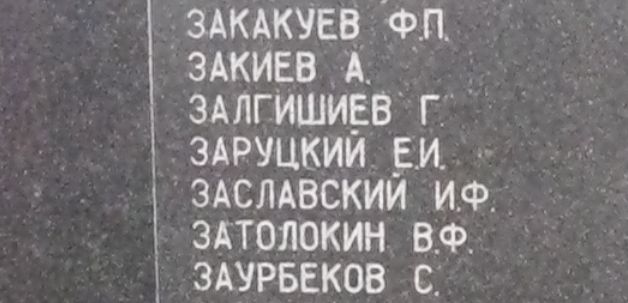 ЗАКАКУЕВ Ф.П.
ЗАКИЕВ А.
ЗАЛГИШИЕВ Г
ЗАРУЦКИЙ Е.И.
ЗАСЛАВСКИЙ И.Ф.
ЗАТОЛОКИН В.Ф.
ЗАУРБЕКОВ С.